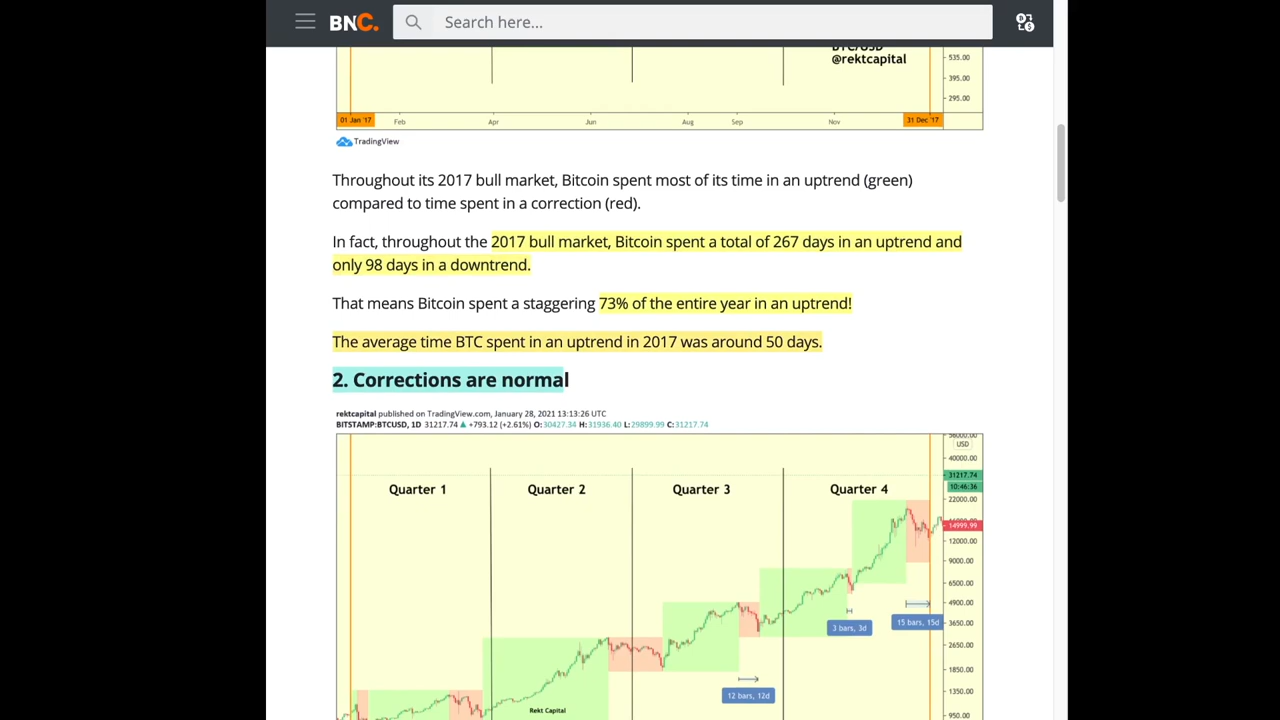 BNC.
Search here...
BTC/USD
@rektcapital
535.00
395.00
295.00
01 Jan '17
Feb
Apr
Jun
Aug
Sep
Nov
31 Dec '17
TradingView
Throughout its 2017 bull market, Bitcoin spent most of its time in an uptrend (green)
compared to time spent in a correction (red).
In fact, throughout the 2017 bull market, Bitcoin spent a total of 267 days in an uptrend and
only 98 days in a downtrend.
That means Bitcoin spent a staggering 73% of the entire year in an uptrend!
The average time BTC spent in an uptrend in 2017 was around 50 days.
2. Corrections are normal
rektcapital published on TradingView.com, January 28, 2021 13:13:26 UTC
BITSTAMP:BTCUSD, 1D 31217.74 ▲ +793.12 (+2.61%) O:30427.34 H:31936.40 L:29899.99 C:31217.74
56000.00
USD
40000.00
31217.74
10:46:36
22000.00
14999.99
12000.00
9000.00
6500.00
4900.00
3650.00
2650.00
1850.00
1350.00
950.00
Quarter 1
Quarter 2
Quarter 3
Quarter 4
3 bars, 3d
15 bars, 15d
12 bars, 12d
Rekt Capital